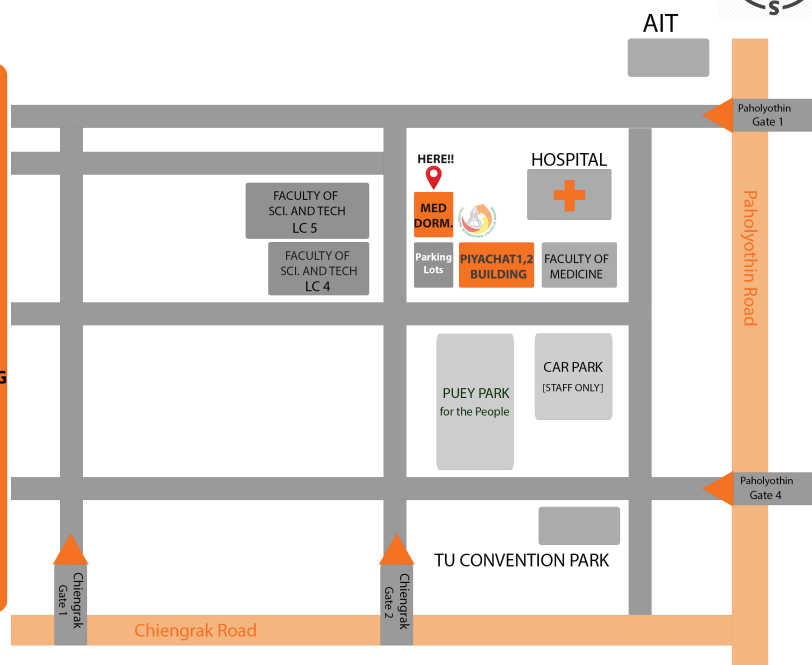 S
AIT
Paholyothin
Gate 1
HERE!!
HOSPITAL
FACULTY OF
SCI. AND TECH
LC 5
MED
DORM.
FACULTY OF
SCI. AND TECH
LC 4
Parking
Lots
PIYACHAT1,2
BUILDING
FACULTY OF
MEDICINE
Paholyothin Road
G
PUEY PARK
for the People
CAR PARK
[STAFF ONLY]
Paholyothin
Gate 4
TU CONVENTION PARK
Chiengrak
Gate 1
Chiengrak
Gate 2
Chiengrak Road